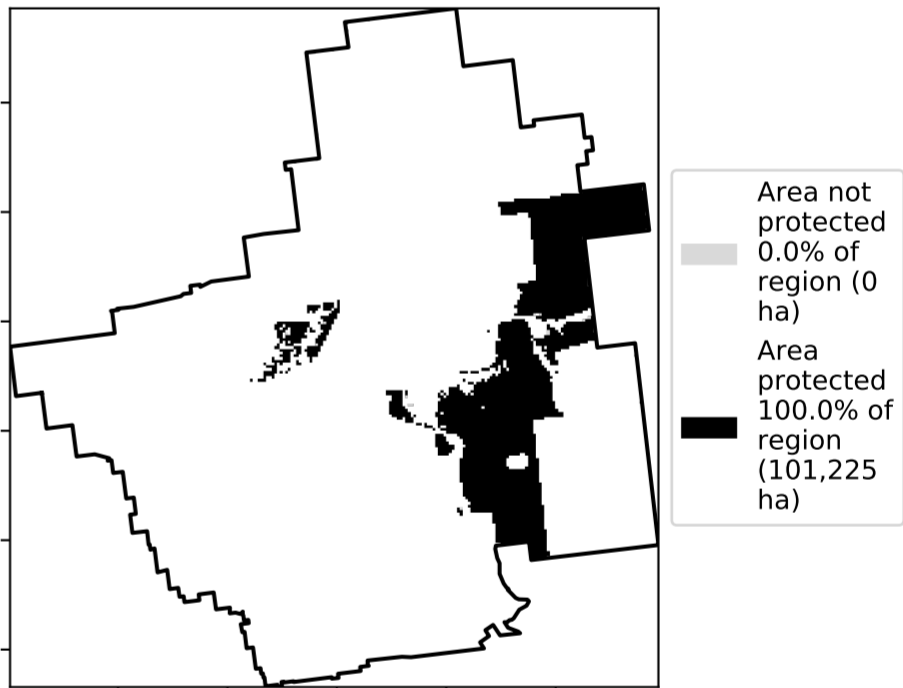 Area not
protected
0.0% of
region (0
ha)
Area
protected
100.0% of
region
(101,225
ha)